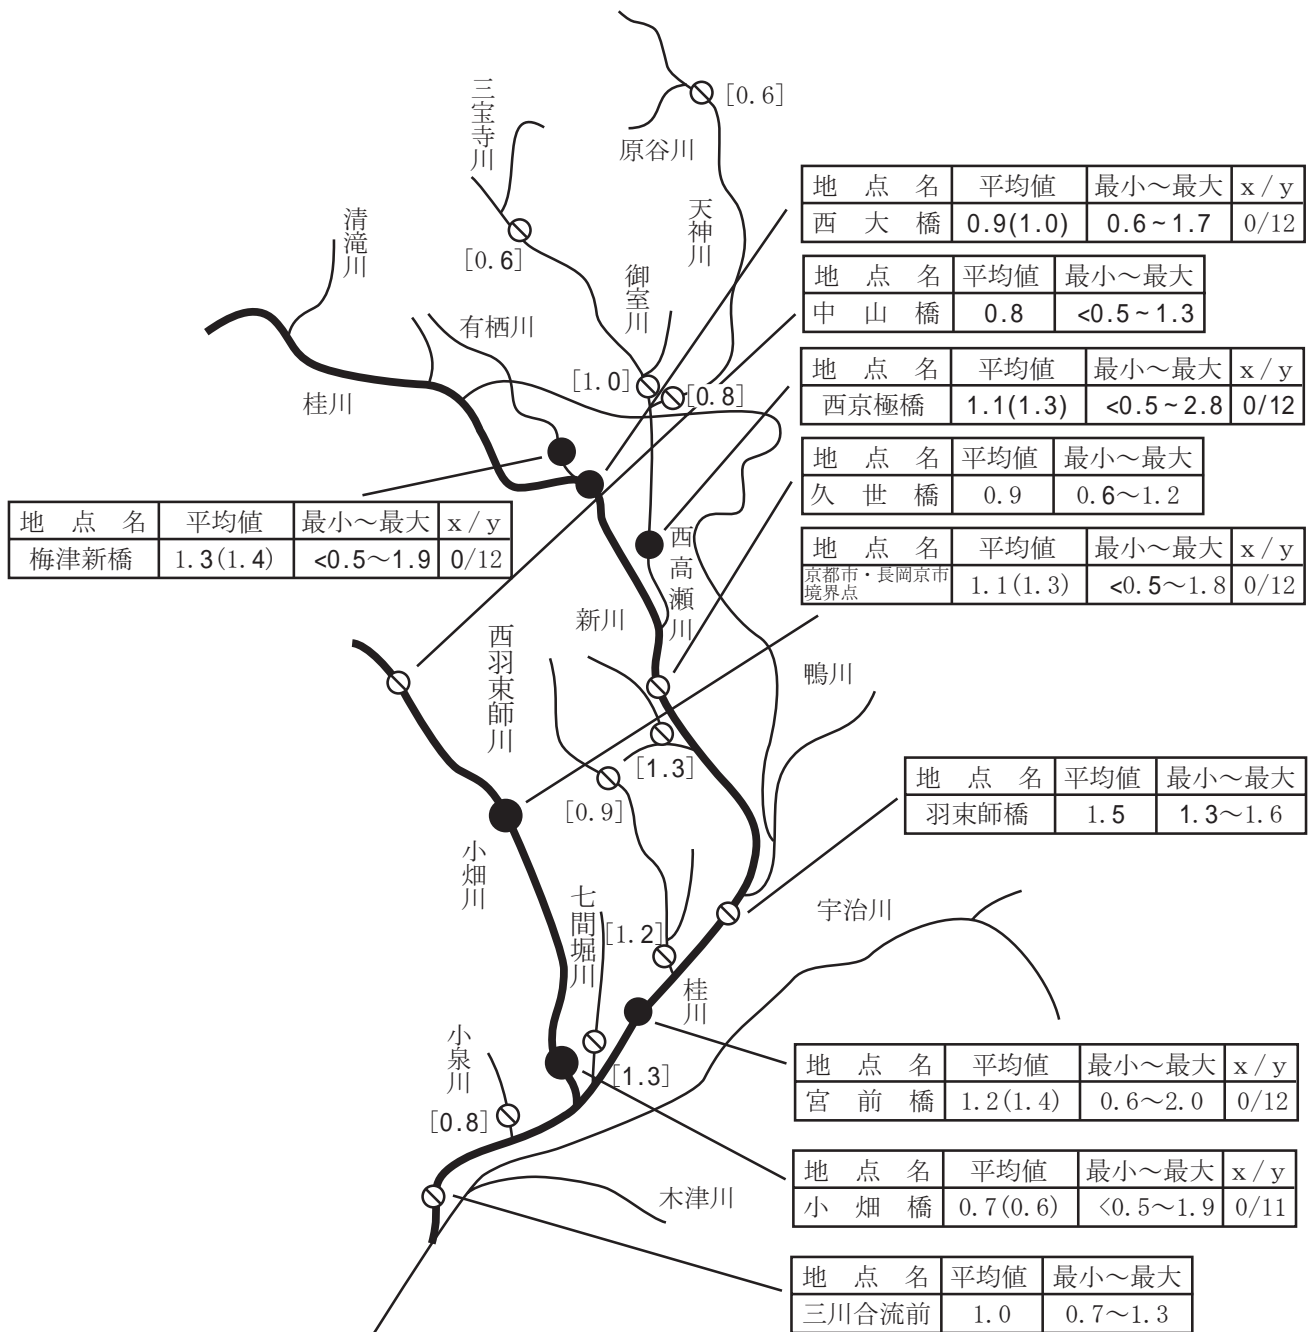 [0.6]
三宝寺川
原谷川
地 点 名 平均値 最小～最大 x/y
西 大 橋 0.9(1.0) 0.6~1.7 0/12
天神川
清滝川
[0.6]
御室川
地 点 名 平均値 最小～最大
中 山 橋 0.8 <0.5~1.3
有栖川
[1.0]
[0.8]
桂川
地 点 名 平均値 最小～最大 x/y
西京極橋 1.1(1.3) <0.5~2.8 0/12
地 点 名 平均値 最小～最大
久 世 橋 0.9 0.6～1.2
地 点 名 平均値 最小～最大 x/y
梅津新橋 1.3(1.4) <0.5～1.9 0/12
西高瀬川
地 点 名 平均値 最小～最大 x/y
京都市・長岡京市
境界点 1.1(1.3) <0.5～1.8 0/12
新川
西羽束師川
鴨川
[1.3]
[0.9]
地 点 名 平均値 最小～最大
羽束師橋 1.5 1.3～1.6
小畑川
七間堀川
宇治川
[1.2]
桂川
小泉川
[1.3]
[0.8]
地 点 名 平均値 最小～最大 x/y
宮 前 橋 1.2(1.4) 0.6～2.0 0/12
地 点 名 平均値 最小～最大 x/y
小 畑 橋 0.7(0.6) <0.5～1.9 0/11
木津川
地 点 名 平均値 最小～最大
三川合流前 1.0 0.7～1.3